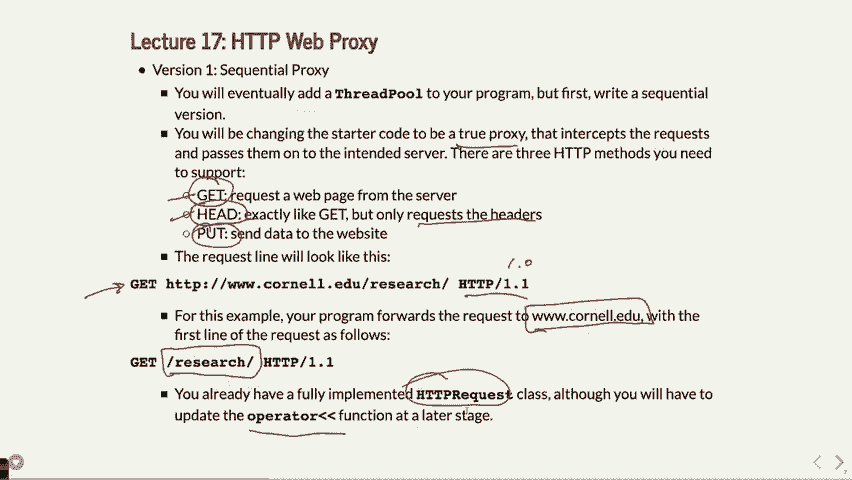 Lecture 17: HTTP Web Proxy
• Version 1: Sequential Proxy
▪ You will eventually add a ThreadPool to your program, but first, write a sequential
version.
▪ You will be changing the starter code to be a true proxy, that intercepts the requests
and passes them on to the intended server. There are three HTTP methods you need
to support:
○ GET: request a web page from the server
○ HEAD: exactly like GET, but only requests the headers
○ PUT: send data to the website
▪ The request line will look like this:
1.0
GET http://www.cornell.edu/research/ HTTP/1.1
▪ For this example, your program forwards the request to www.cornell.edu, with the
first line of the request as follows:
GET /research/ HTTP/1.1
▪ You already have a fully implemented HTTPRequest class, although you will have to
update the operator<< function at a later stage.
7